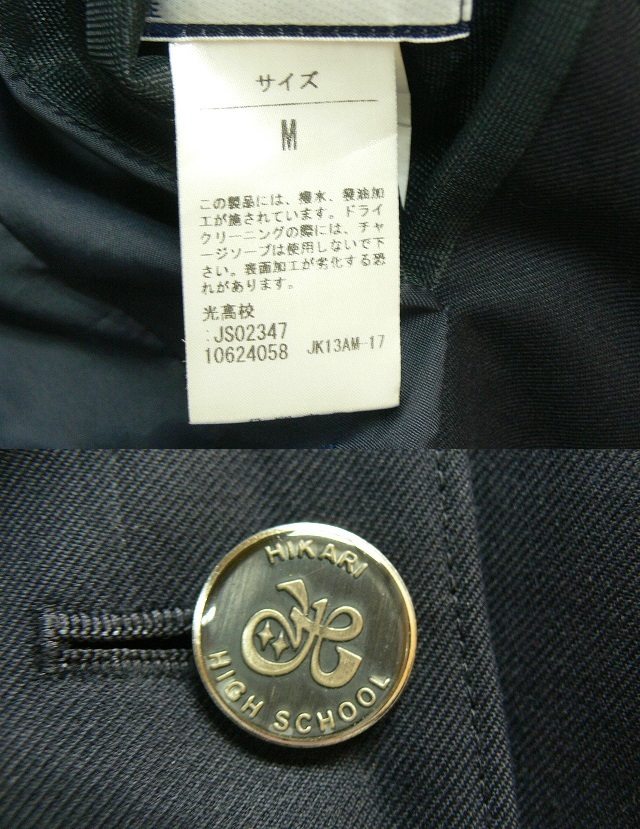 サイズ
M
この製品には、撥水、撥油加
工が施されています。ドライ
クリーニングの際には、チャ
ージソープは使用しないで下
さい。表面加工が劣化する恐
れがあります。
光高校
:JS02347
10624058 JK13AM-17
HIKARI
HIGH SCHOOL